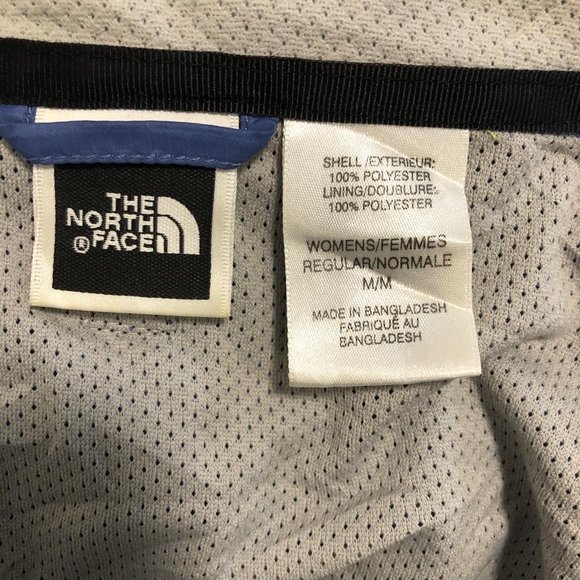 THE
NORTH
® FACE
SHELL /EXTERIEUR:
100% POLYESTER
LINING/DOUBLURE:
100% POLYESTER
WOMENS/FEMMES
REGULAR/NORMALE
M/M
MADE IN BANGLADESH
FABRIQUÉ AU
BANGLADESH